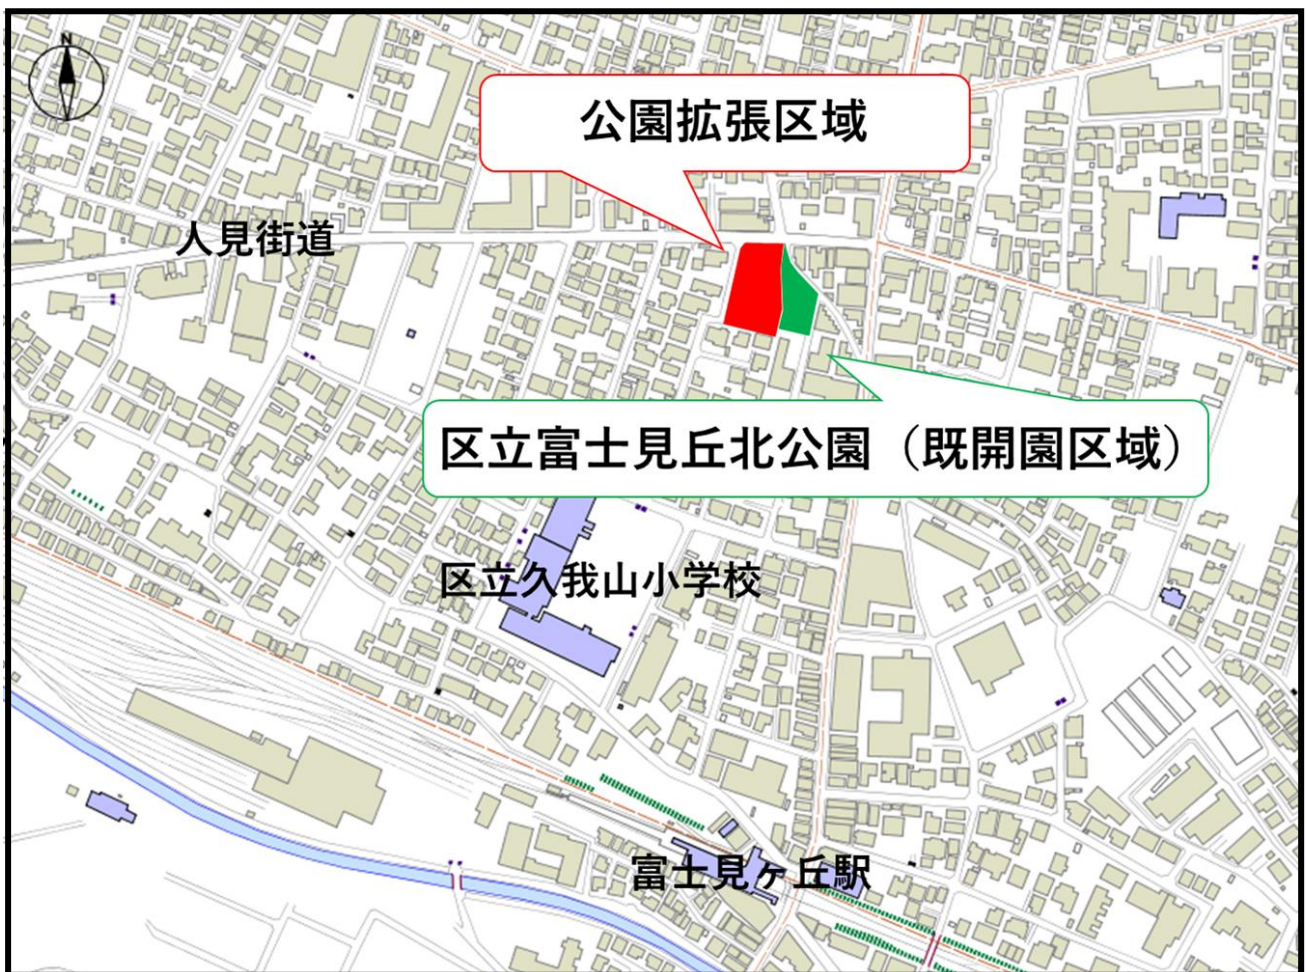 N
公園拡張区域
人見街道
区立富士見丘北公園（既開園区域）
区立久我山小学校
富士見ヶ丘駅